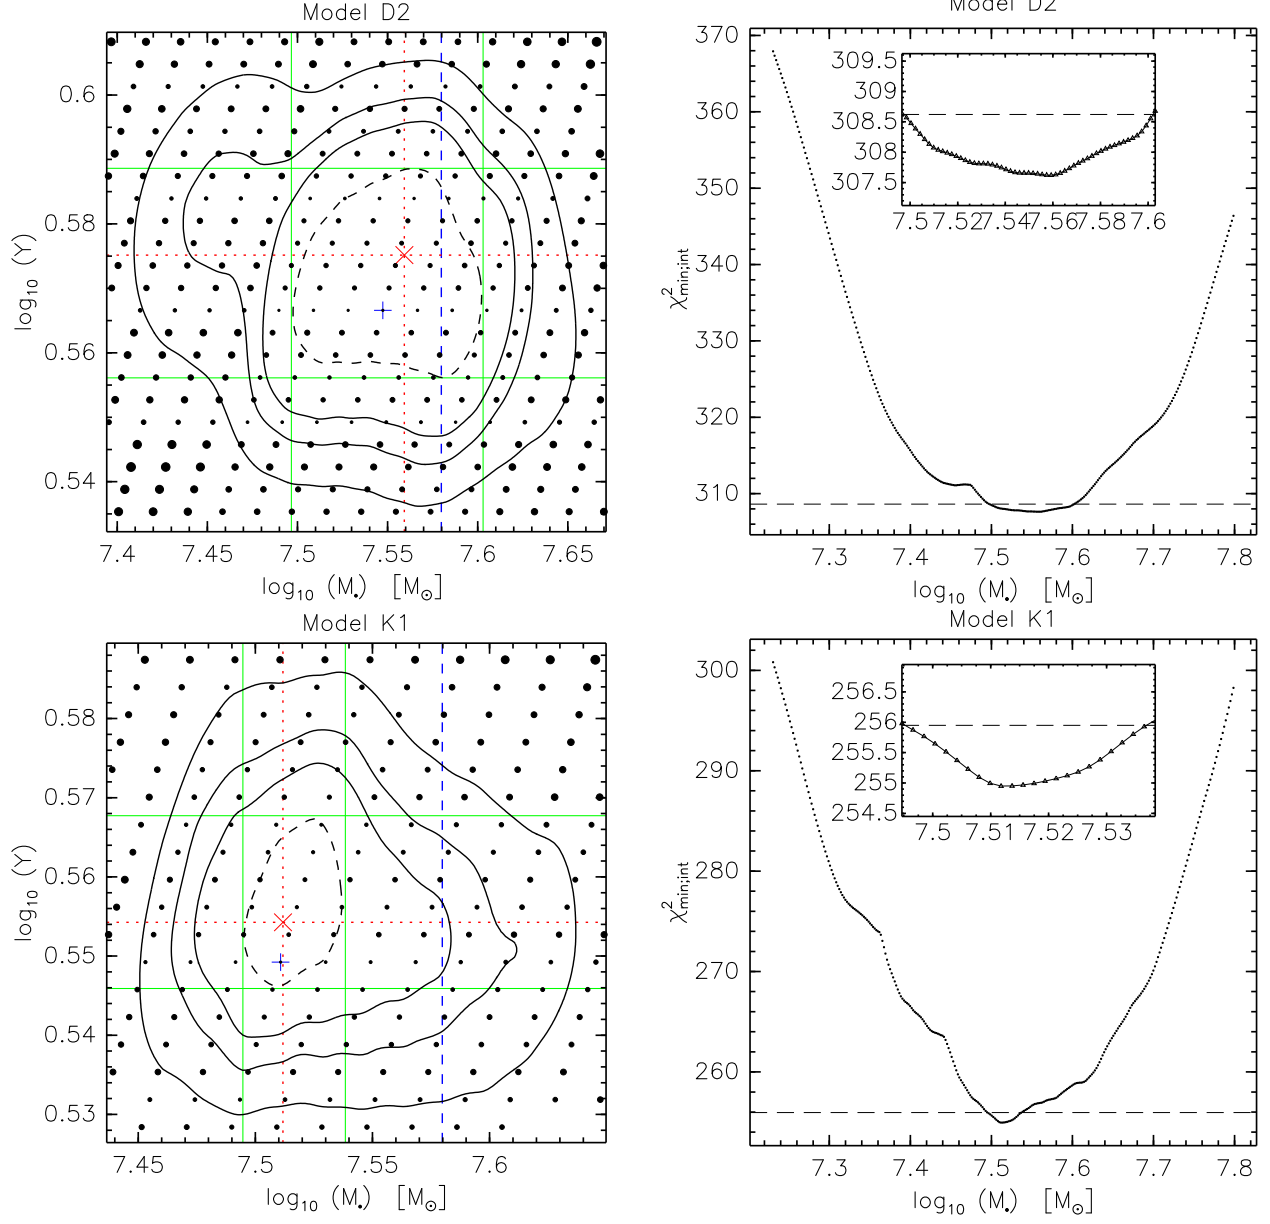 Model D2
0.6
0.58
0.56
0.54
log₁₀ (Y)
7.4 7.45 7.5 7.55 7.6 7.65
log₁₀ (M•) [M⊙]
Model D2
370
360
350
340
330
320
310
χ²min;int
309.5
309
308.5
308
307.5
7.5 7.52 7.54 7.56 7.58 7.6
7.3 7.4 7.5 7.6 7.7 7.8
log₁₀ (M•) [M⊙]
Model K1
0.58
0.57
0.56
0.55
0.54
0.53
log₁₀ (Y)
7.45 7.5 7.55 7.6
log₁₀ (M•) [M⊙]
Model K1
300
290
280
270
260
χ²min;int
256.5
256
255.5
255
254.5
7.5 7.51 7.52 7.53
7.3 7.4 7.5 7.6 7.7 7.8
log₁₀ (M•) [M⊙]